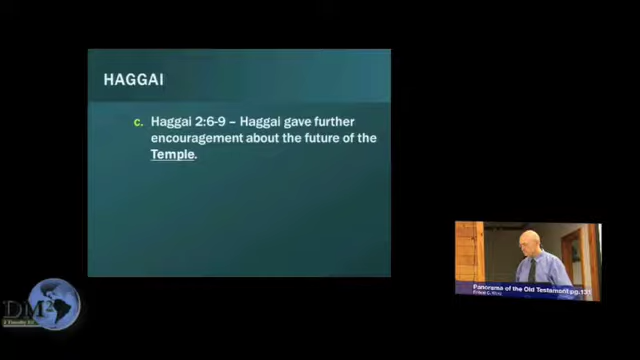 HAGGAI
c. Haggai 2:6-9 – Haggai gave further
encouragement about the future of the
Temple.
Panorama of the Old Testament pg.131
DM2